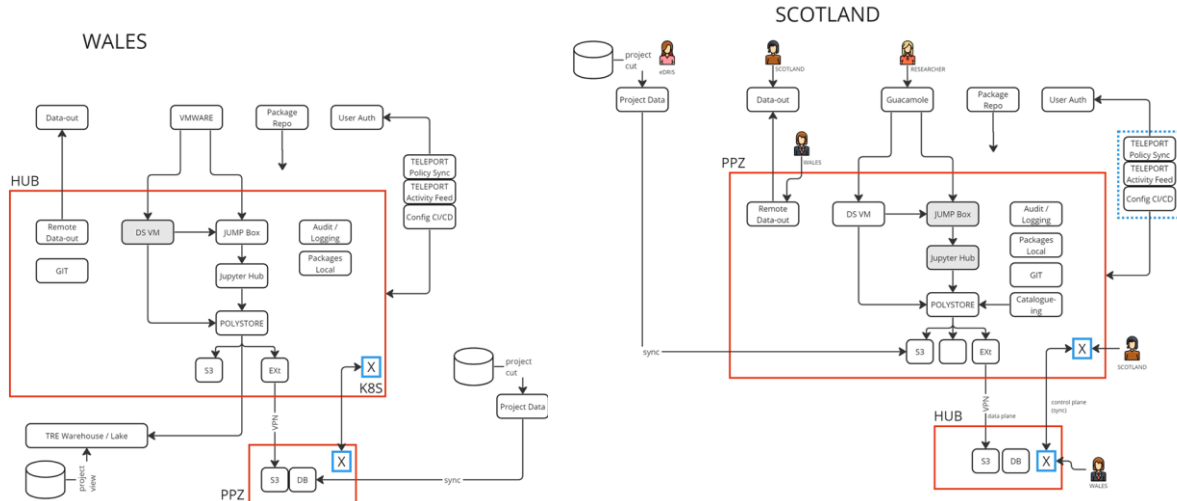 WALES
Data-out
VMWARE
Package
Repo
User Auth
TELEPORT
Policy Sync
TELEPORT
Activity Feed
Config CI/CD
HUB
Remote
Data-out
DS VM
JUMP Box
Audit /
Logging
GIT
Jupyter Hub
Packages
Local
POLYSTORE
S3
EXt
X
K8S
project
cut
Project Data
VPN
TRE Warehouse / Lake
project
view
X
S3
DB
sync
PPZ
SCOTLAND
project
cut
eDRIS
SCOTLAND
RESEARCHER
Project Data
Data-out
Guacamole
Package
Repo
User Auth
TELEPORT
Policy Sync
TELEPORT
Activity Feed
Config CI/CD
WALES
PPZ
Remote
Data-out
DS VM
JUMP Box
Audit /
Logging
Jupyter Hub
Packages
Local
GIT
POLYSTORE
Catalogue-
ing
sync
S3
EXt
X
SCOTLAND
VPN
data plane
control plane
(sync)
HUB
S3
DB
X
WALES